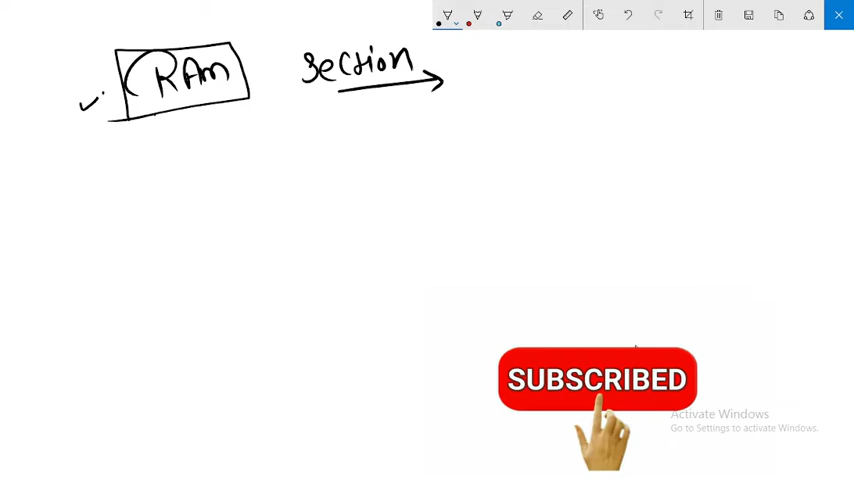 RAM section
SUBSCRIBED
Activate Windows
Go to Settings to activate Windows.